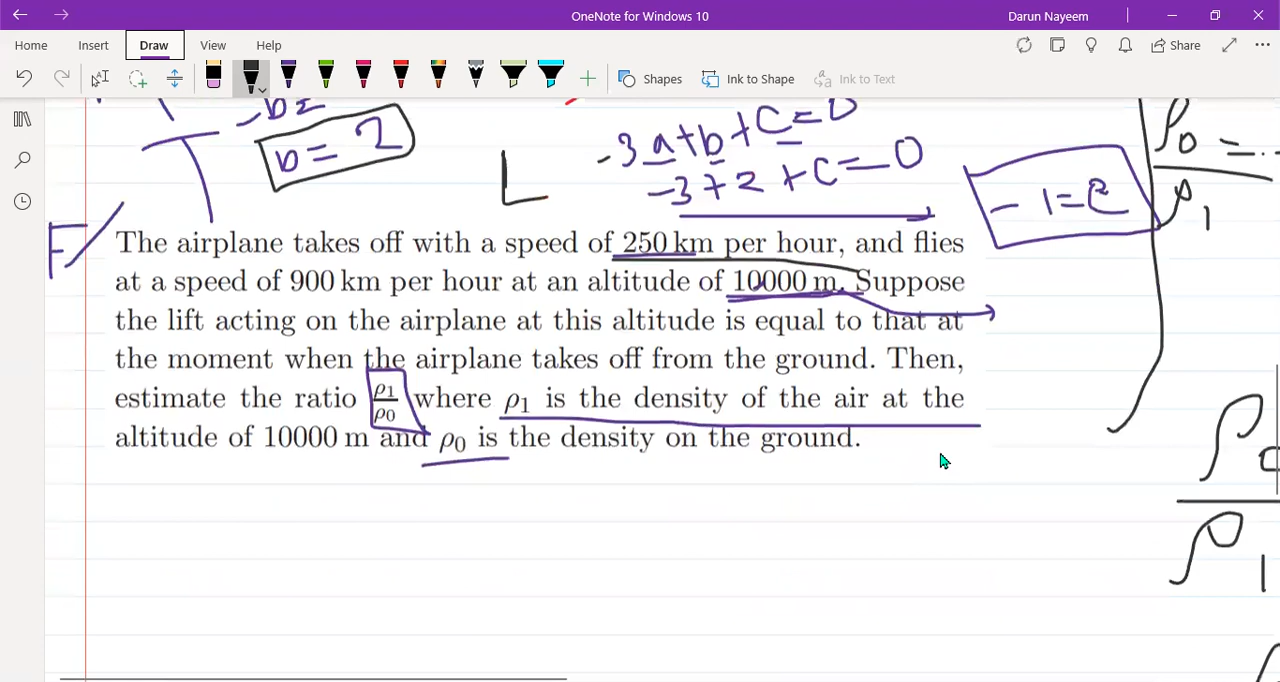 OneNote for Windows 10
Darun Nayeem
Home Insert Draw View Help
Share
Shapes
Ink to Shape
Ink to Text
b = 2
-3a+b+c=0
-3+2+c=0
-1=c
ρ0 = ..
ρ1
F/
The airplane takes off with a speed of 250 km per hour, and flies
at a speed of 900 km per hour at an altitude of 10000 m. Suppose
the lift acting on the airplane at this altitude is equal to that at
the moment when the airplane takes off from the ground. Then,
estimate the ratio ρ1/ρ0 where ρ1 is the density of the air at the
altitude of 10000 m and ρ0 is the density on the ground.
ρ
ρ1